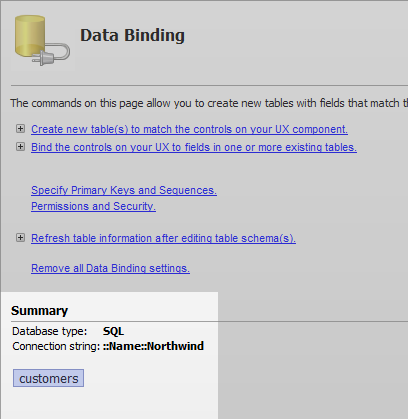 Data Binding
The commands on this page allow you to create new tables with fields that match
Create new table(s) to match the controls on your UX component.
Bind the controls on your UX to fields in one or more existing tables.
Specify Primary Keys and Sequences.
Permissions and Security.
Refresh table information after editing table schema(s).
Remove all Data Binding settings.
Summary
Database type: SQL
Connection string: ::Name::Northwind
customers